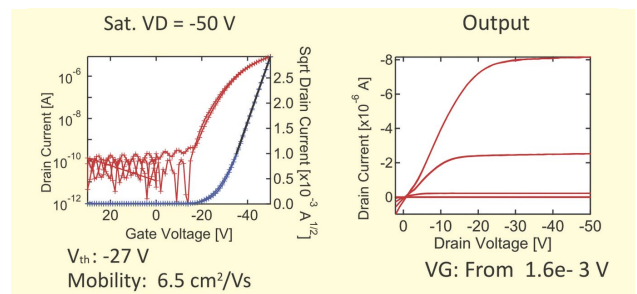 Sat. VD = -50 V
Output
Drain Current [A]
10-6
10-8
10-10
10-12
20
0
-20
-40
Gate Voltage [V]
2.5
2.0
1.5
1.0
0.5
0.0
Sqrt Drain Current [x10-3 A1/2]
Drain Current [x10-6 A]
-8
-6
-4
-2
0
0
-10
-20
-30
-40
-50
Drain Voltage [V]
Vth: -27 V
Mobility: 6.5 cm2/Vs
VG: From 1.6e- 3 V